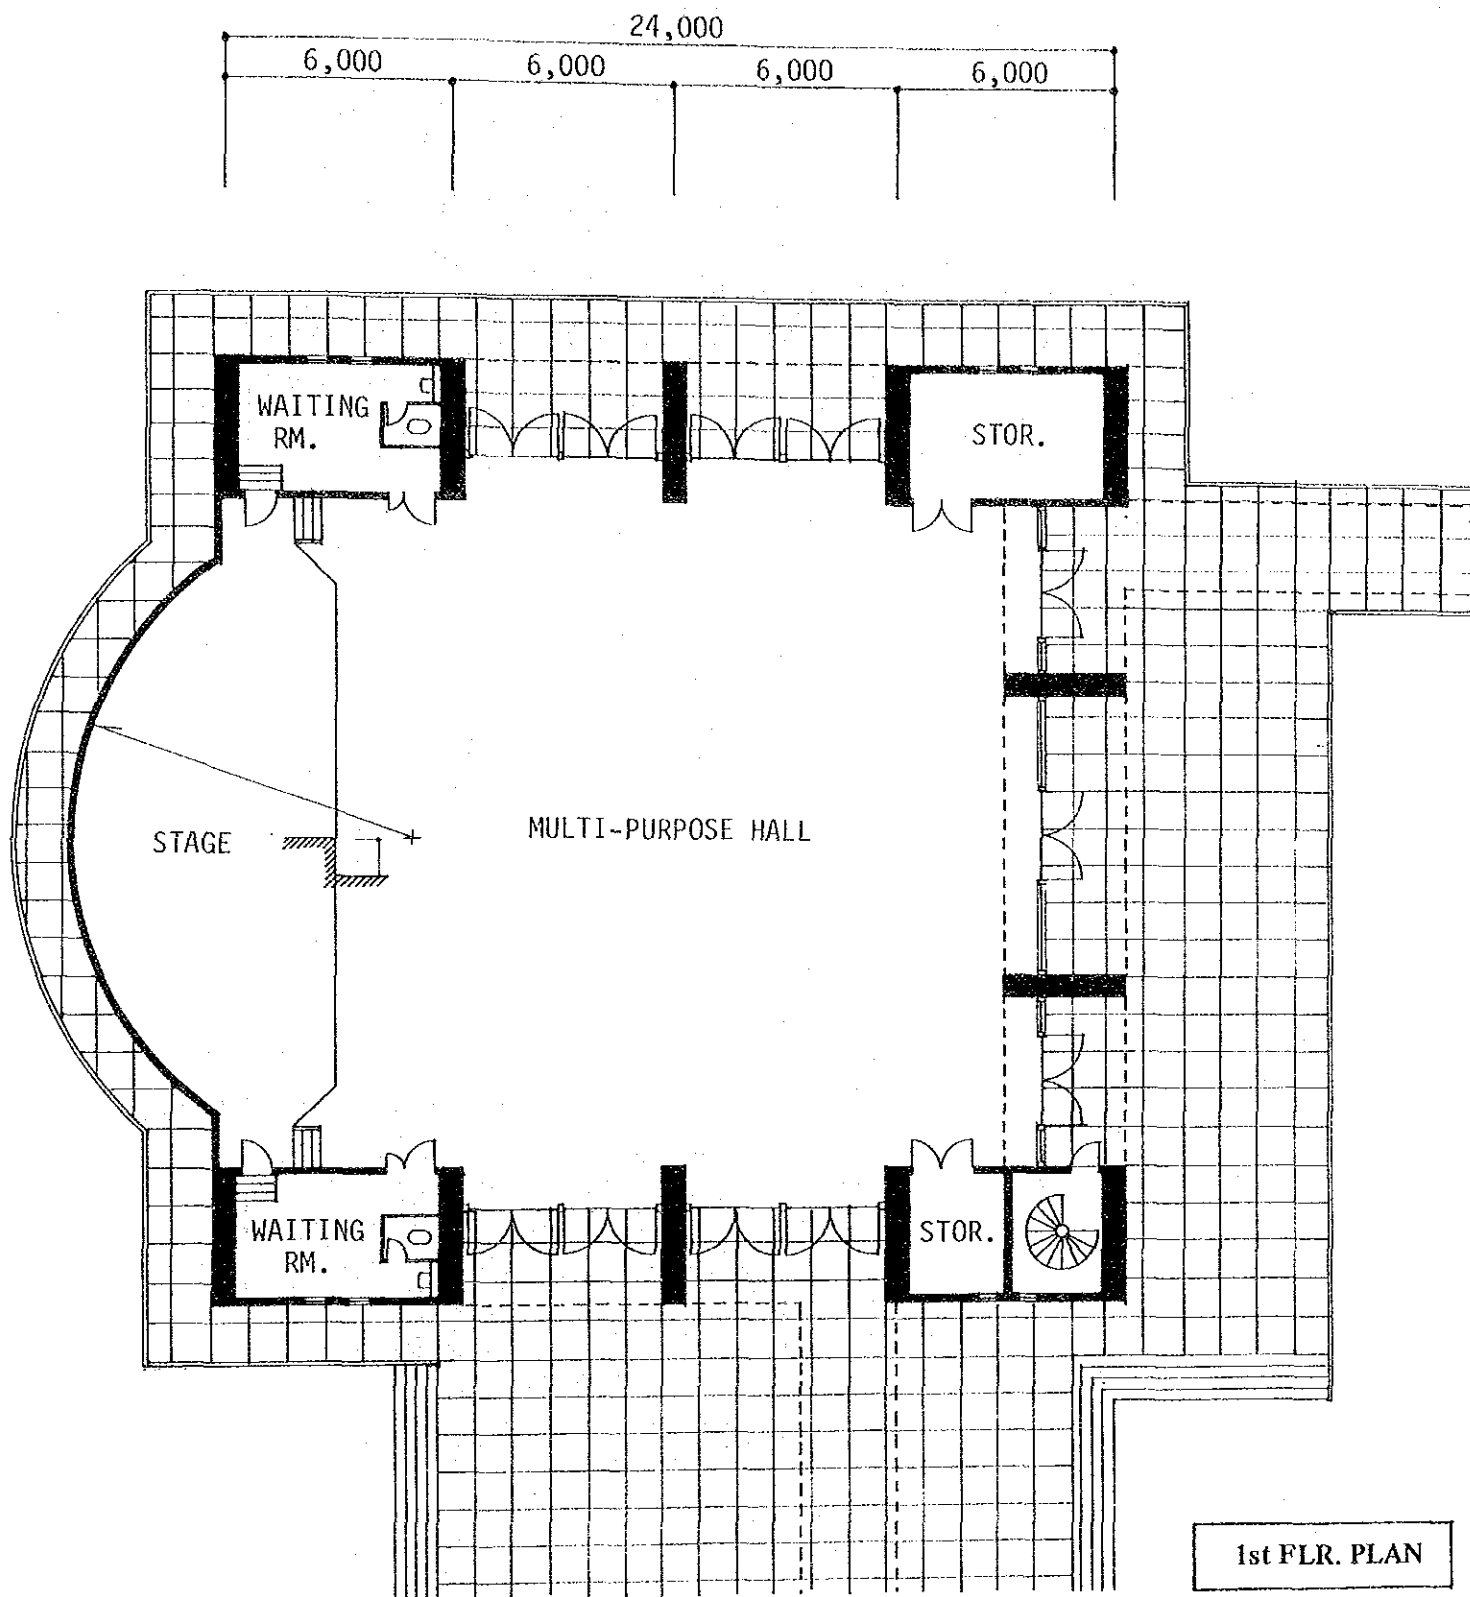 24,000
6,000
6,000
6,000
6,000
WAITING
RM.
STOR.
STAGE
MULTI-PURPOSE HALL
WAITING
RM.
STOR.
1st FLR. PLAN